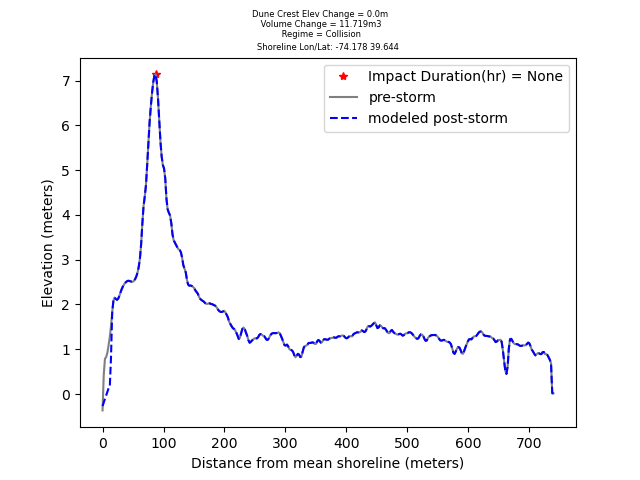 Dune Crest Elev Change = 0.0m
Volume Change = 11.719m3
Regime = Collision
Shoreline Lon/Lat: -74.178 39.644
Impact Duration(hr) = None
pre-storm
modeled post-storm
Elevation (meters)
7
6
5
4
3
2
1
0
0 100 200 300 400 500 600 700
Distance from mean shoreline (meters)